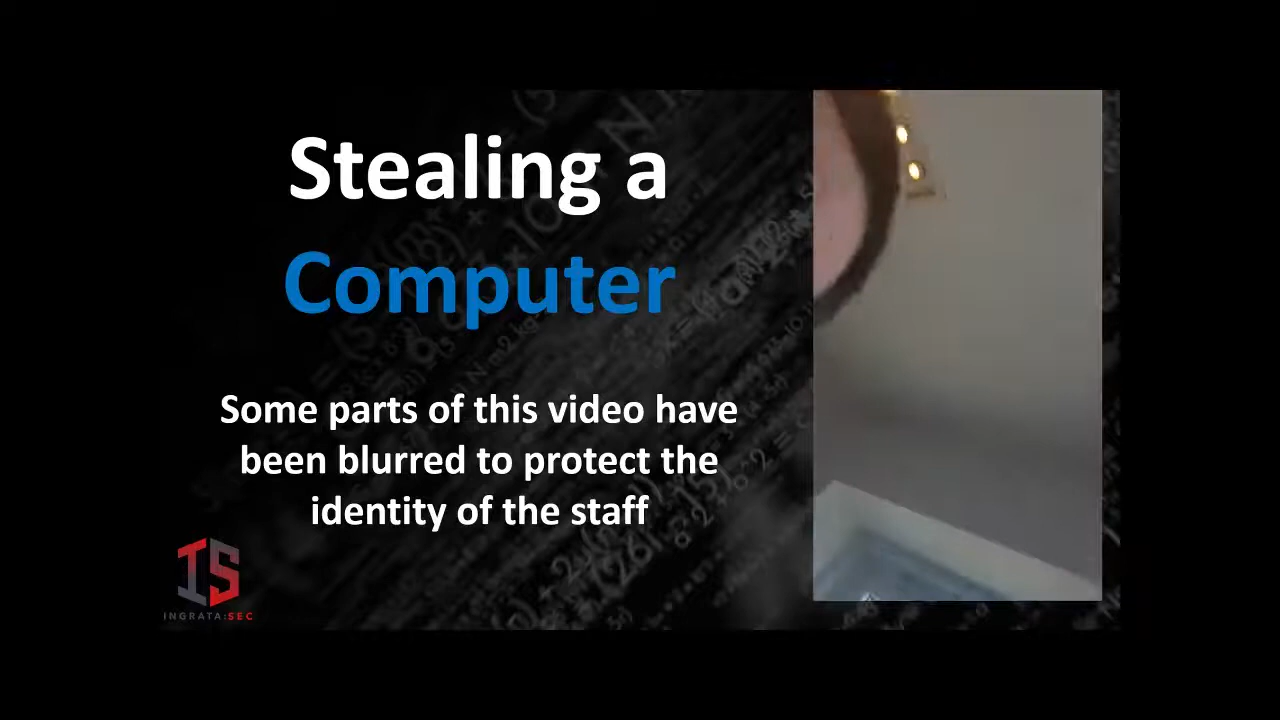 Stealing a
Computer
Some parts of this video have
been blurred to protect the
identity of the staff
IS
INGRATA:SEC